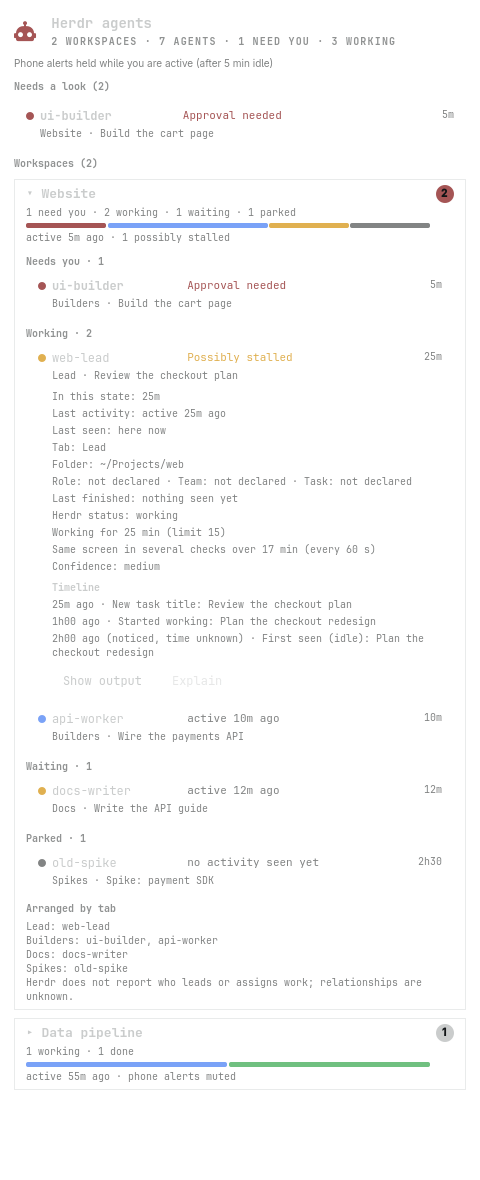 Herdr agents
2 WORKSPACES · 7 AGENTS · 1 NEED YOU · 3 WORKING
Phone alerts held while you are active (after 5 min idle)
Needs a look (2)
ui-builder Approval needed 5m
Website · Build the cart page
Workspaces (2)
▾ Website 2
1 need you · 2 working · 1 waiting · 1 parked
active 5m ago · 1 possibly stalled
Needs you · 1
ui-builder Approval needed 5m
Builders · Build the cart page
Working · 2
web-lead Possibly stalled 25m
Lead · Review the checkout plan
In this state: 25m
Last activity: active 25m ago
Last seen: here now
Tab: Lead
Folder: ~/Projects/web
Role: not declared · Team: not declared · Task: not declared
Last finished: nothing seen yet
Herdr status: working
Working for 25 min (limit 15)
Same screen in several checks over 17 min (every 60 s)
Confidence: medium
Timeline
25m ago · New task title: Review the checkout plan
1h00 ago · Started working: Plan the checkout redesign
2h00 ago (noticed, time unknown) · First seen (idle): Plan the
checkout redesign
Show output Explain
api-worker active 10m ago 10m
Builders · Wire the payments API
Waiting · 1
docs-writer active 12m ago 12m
Docs · Write the API guide
Parked · 1
old-spike no activity seen yet 2h30
Spikes · Spike: payment SDK
Arranged by tab
Lead: web-lead
Builders: ui-builder, api-worker
Docs: docs-writer
Spikes: old-spike
Herdr does not report who leads or assigns work; relationships are
unknown.
▸ Data pipeline 1
1 working · 1 done
active 55m ago · phone alerts muted